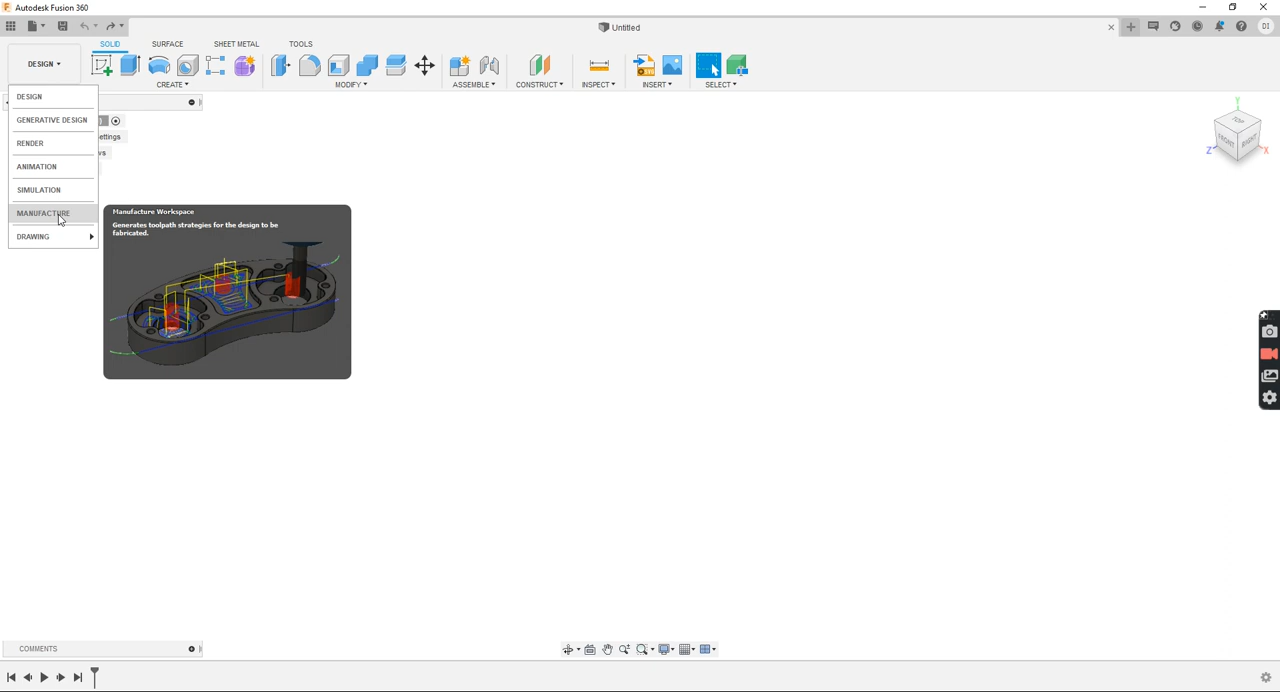 Autodesk Fusion 360
Untitled
DI
SOLID SURFACE SHEET METAL TOOLS
DESIGN
CREATE MODIFY ASSEMBLE CONSTRUCT INSPECT INSERT SELECT
DESIGN
GENERATIVE DESIGN
RENDER
ANIMATION
SIMULATION
MANUFACTURE
DRAWING
ettings
ws
Manufacture Workspace
Generates toolpath strategies for the design to be
fabricated.
Y
TOP
FRONT RIGHT
Z X
COMMENTS